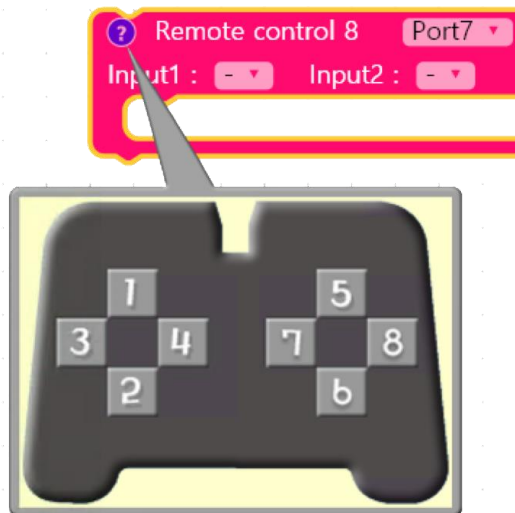 ? Remote control 8 Port7
Input1 : - Input2 : -
1 5
3 4 7 8
2 6